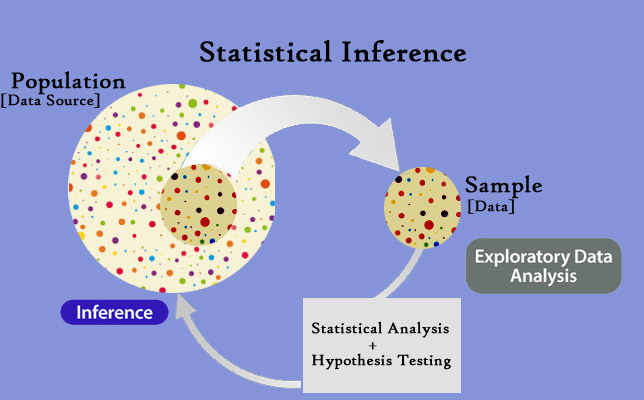 Statistical Inference
Population
[Data Source]
Sample
[Data]
Exploratory Data
Analysis
Inference
Statistical Analysis
+
Hypothesis Testing